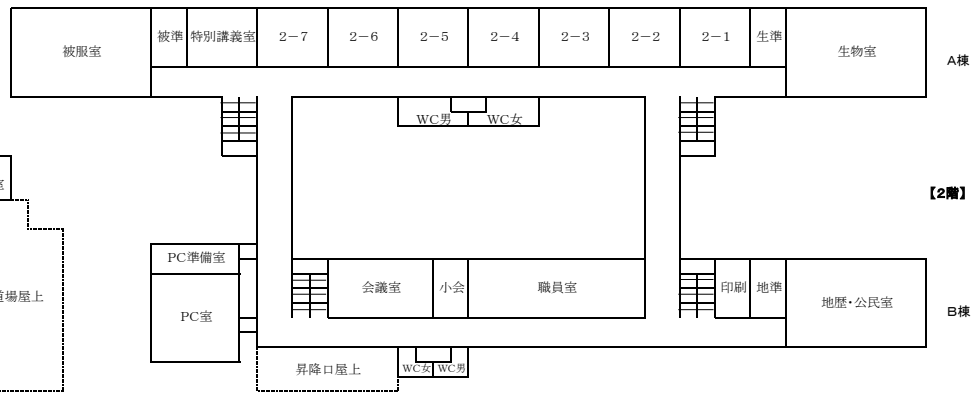 被服室
被準
特別講義室
2－7
2－6
2－5
2－4
2－3
2－2
2－1
生準
生物室
A棟
WC男
WC女
室
【2階】
PC準備室
PC室
会議室
小会
職員室
印刷
地準
地歴・公民室
道場屋上
B棟
昇降口屋上
WC女
WC男